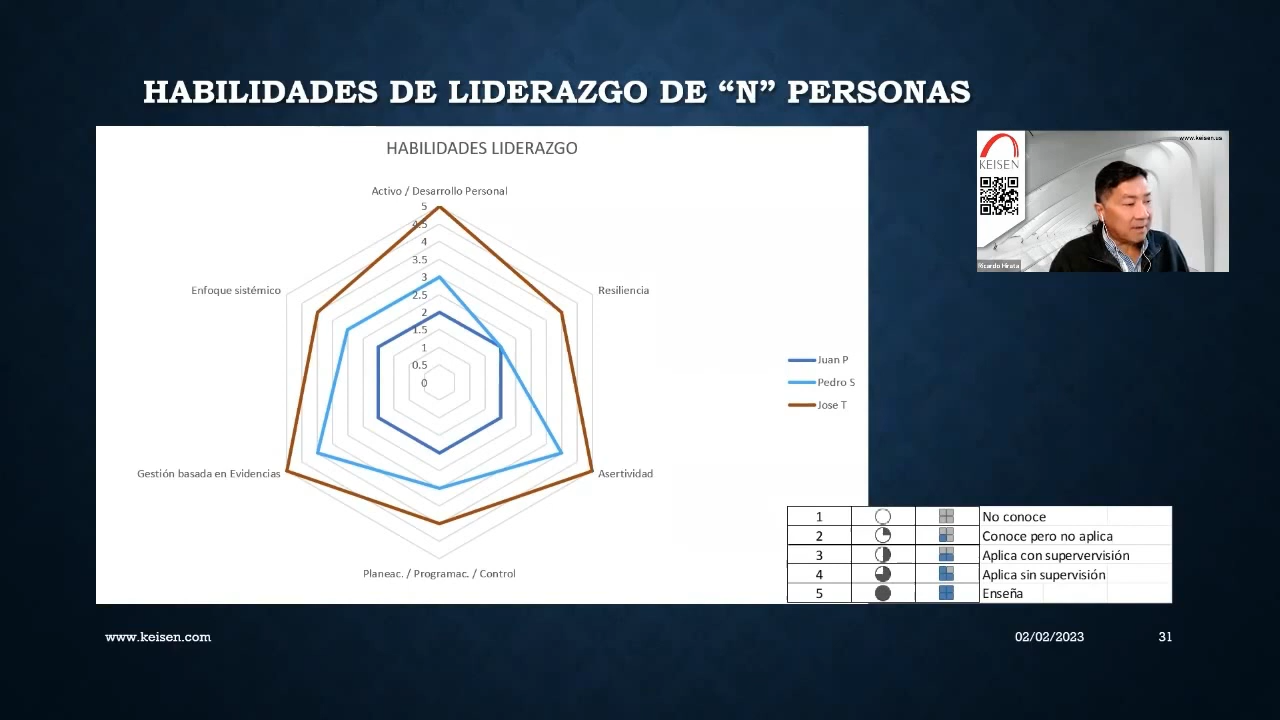 HABILIDADES DE LIDERAZGO DE “N” PERSONAS
HABILIDADES LIDERAZGO
Activo / Desarrollo Personal
5
4.5
4
3.5
3
2.5
2
1.5
1
0.5
0
Enfoque sistémico
Resiliencia
Gestión basada en Evidencias
Asertividad
Planeac. / Programac. / Control
Juan P
Pedro S
Jose T
www.keisen.us
KEISEN
Ricardo Hirata
1 No conoce
2 Conoce pero no aplica
3 Aplica con supervervisión
4 Aplica sin supervisión
5 Enseña
www.keisen.com
02/02/2023
31